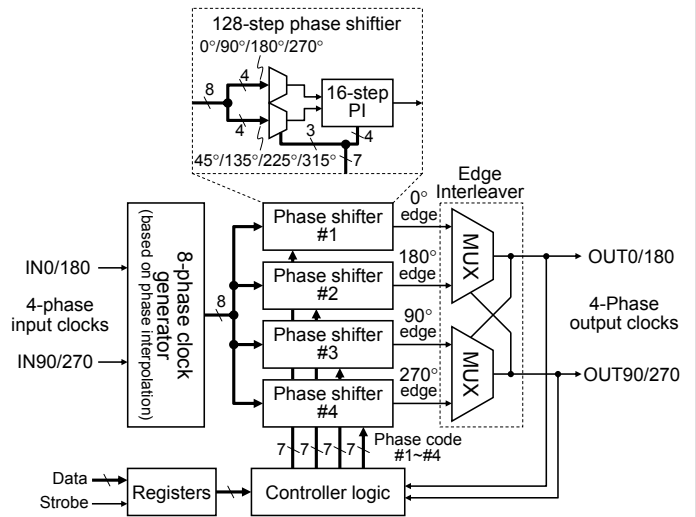 128-step phase shiftier
0°/90°/180°/270°
8
4
4
16-step
PI
3
4
7
45°/135°/225°/315°
Edge
Interleaver
8-phase clock
generator
(based on phase interpolation)
IN0/180
4-phase
input clocks
IN90/270
8
Phase shifter
#1
0°
edge
Phase shifter
#2
180°
edge
Phase shifter
#3
90°
edge
Phase shifter
#4
270°
edge
MUX
MUX
OUT0/180
4-Phase
output clocks
OUT90/270
7
7
7
7
Phase code
#1~#4
Data
Strobe
Registers
Controller logic